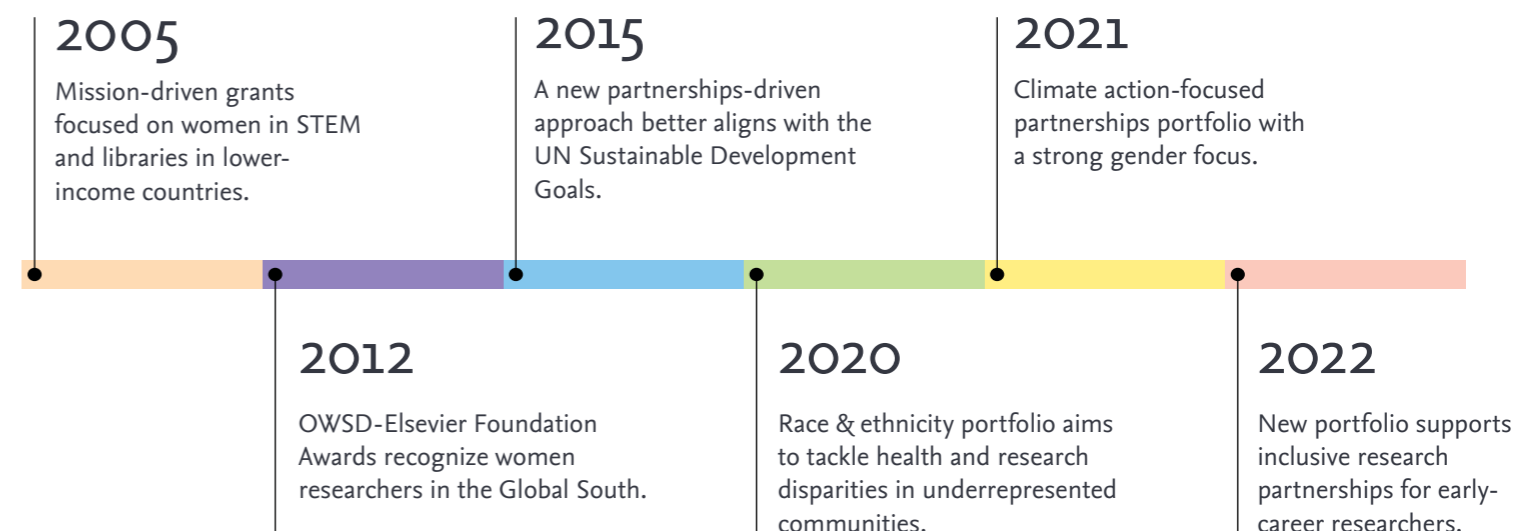 2005
Mission-driven grants
focused on women in STEM
and libraries in lower-
income countries.
2012
OWSD-Elsevier Foundation
Awards recognize women
researchers in the Global South.
2015
A new partnerships-driven
approach better aligns with the
UN Sustainable Development
Goals.
2020
Race & ethnicity portfolio aims
to tackle health and research
disparities in underrepresented
communities.
2021
Climate action-focused
partnerships portfolio with
a strong gender focus.
2022
New portfolio supports
inclusive research
partnerships for early-
career researchers.